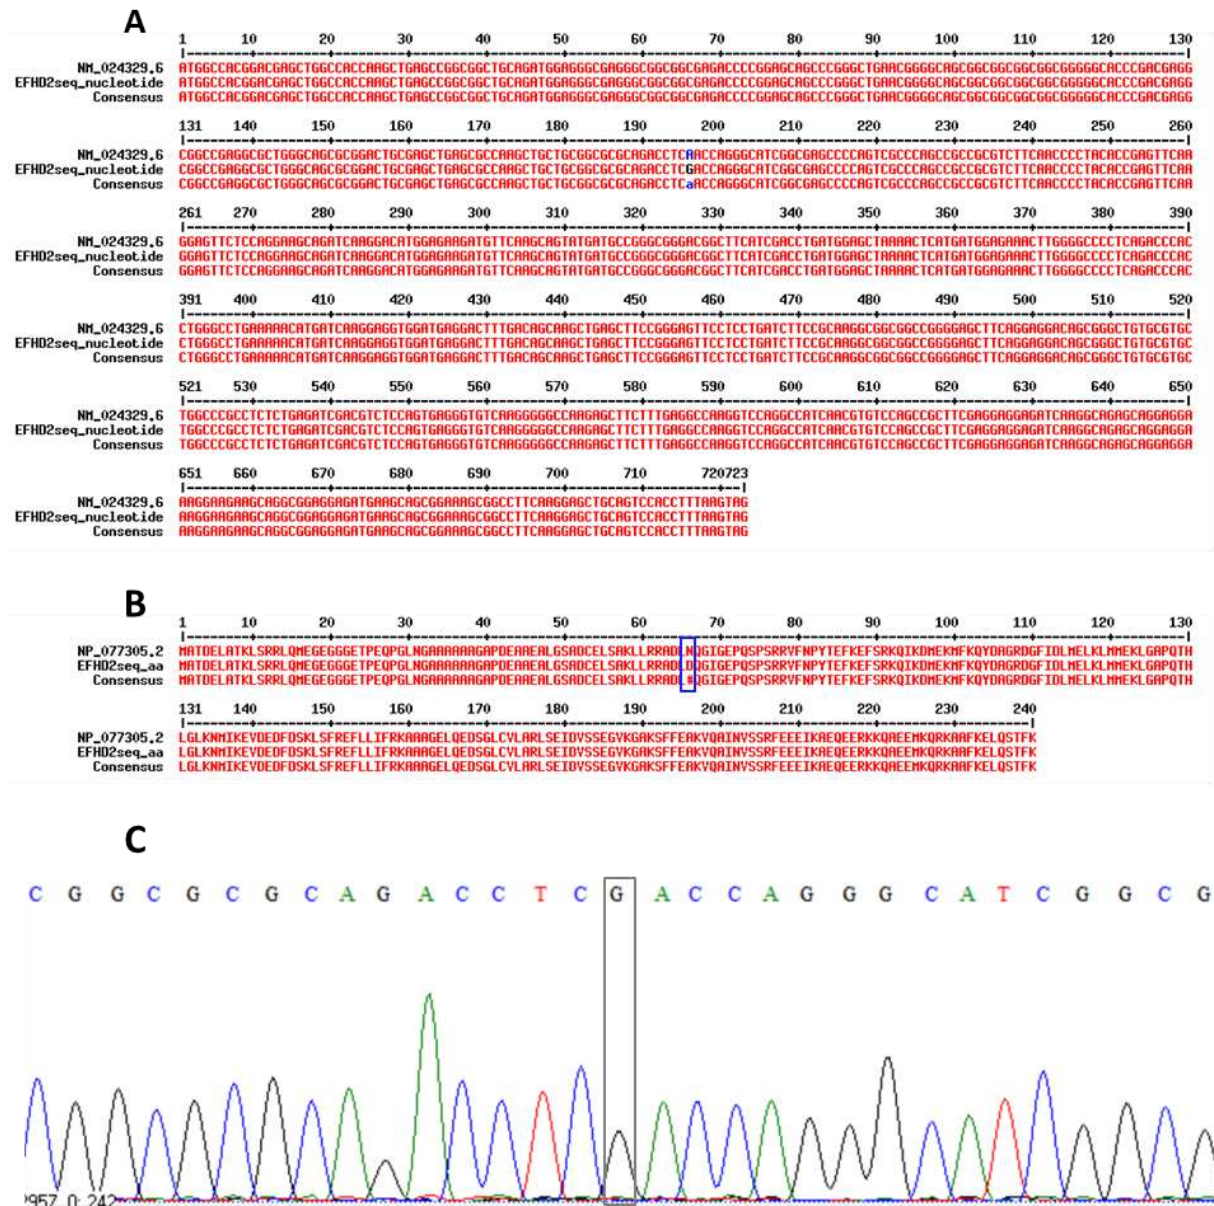 A
1 10 20 30 40 50 60 70 80 90 100 110 120 130
NM_024329.6 ATGGCCACGGACGAGCTGGCCACCAAGCTGAGCCGGCGGCTGCAGATGGAGGGCGAGGGCGGCGGCGAGACCCCGGAGCAGCCCGGGCTGAACGGGGCAGCGGCGGCGGCGGCGGGGGCACCCGACGAGG
EFHD2seq_nucleotide ATGGCCACGGACGAGCTGGCCACCAAGCTGAGCCGGCGGCTGCAGATGGAGGGCGAGGGCGGCGGCGAGACCCCGGAGCAGCCCGGGCTGAACGGGGCAGCGGCGGCGGCGGCGGGGGCACCCGACGAGG
Consensus ATGGCCACGGACGAGCTGGCCACCAAGCTGAGCCGGCGGCTGCAGATGGAGGGCGAGGGCGGCGGCGAGACCCCGGAGCAGCCCGGGCTGAACGGGGCAGCGGCGGCGGCGGCGGGGGCACCCGACGAGG
131 140 150 160 170 180 190 200 210 220 230 240 250 260
NM_024329.6 CGGCCGAGGCGCTGGGCAGCGCGGACTGCGAGCTGAGCGCCAAGCTGCTGCGGCGCGCAGACCTCAACCAGGGCATCGGCGAGCCCCAGTCGCCCAGCCGCCGCGTCTTCAACCCCTACACCGAGTTCAA
EFHD2seq_nucleotide CGGCCGAGGCGCTGGGCAGCGCGGACTGCGAGCTGAGCGCCAAGCTGCTGCGGCGCGCAGACCTCGACCAGGGCATCGGCGAGCCCCAGTCGCCCAGCCGCCGCGTCTTCAACCCCTACACCGAGTTCAA
Consensus CGGCCGAGGCGCTGGGCAGCGCGGACTGCGAGCTGAGCGCCAAGCTGCTGCGGCGCGCAGACCTCaACCAGGGCATCGGCGAGCCCCAGTCGCCCAGCCGCCGCGTCTTCAACCCCTACACCGAGTTCAA
261 270 280 290 300 310 320 330 340 350 360 370 380 390
NM_024329.6 GGAGTTCTCCAGGAAGCAGATCAAGGACATGGAGAAGATGTTCAAGCAGTATGATGCCGGGCGGGACGGCTTCATCGACCTGATGGAGCTAAAACTCATGATGGAGAAACTTGGGGCCCCTCAGACCCAC
EFHD2seq_nucleotide GGAGTTCTCCAGGAAGCAGATCAAGGACATGGAGAAGATGTTCAAGCAGTATGATGCCGGGCGGGACGGCTTCATCGACCTGATGGAGCTAAAACTCATGATGGAGAAACTTGGGGCCCCTCAGACCCAC
Consensus GGAGTTCTCCAGGAAGCAGATCAAGGACATGGAGAAGATGTTCAAGCAGTATGATGCCGGGCGGGACGGCTTCATCGACCTGATGGAGCTAAAACTCATGATGGAGAAACTTGGGGCCCCTCAGACCCAC
391 400 410 420 430 440 450 460 470 480 490 500 510 520
NM_024329.6 CTGGGCCTGAAAAACATGATCAAGGAGGTGGATGAGGACTTTGACAGCAAGCTGAGCTTCCGGGAGTTCCTCCTGATCTTCCGCAAGGCGGCGGCCGGGGAGCTTCAGGAGGACAGCGGGCTGTGCGTGC
EFHD2seq_nucleotide CTGGGCCTGAAAAACATGATCAAGGAGGTGGATGAGGACTTTGACAGCAAGCTGAGCTTCCGGGAGTTCCTCCTGATCTTCCGCAAGGCGGCGGCCGGGGAGCTTCAGGAGGACAGCGGGCTGTGCGTGC
Consensus CTGGGCCTGAAAAACATGATCAAGGAGGTGGATGAGGACTTTGACAGCAAGCTGAGCTTCCGGGAGTTCCTCCTGATCTTCCGCAAGGCGGCGGCCGGGGAGCTTCAGGAGGACAGCGGGCTGTGCGTGC
521 530 540 550 560 570 580 590 600 610 620 630 640 650
NM_024329.6 TGGCCCGCCTCTCTGAGATCGACGTCTCCAGTGAGGGTGTCAAGGGGGCCAAGAGCTTCTTTGAGGCCAAGGTCCAGGCCATCAACGTGTCCAGCCGCTTCGAGGAGGAGATCAAGGCAGAGCAGGAGGA
EFHD2seq_nucleotide TGGCCCGCCTCTCTGAGATCGACGTCTCCAGTGAGGGTGTCAAGGGGGCCAAGAGCTTCTTTGAGGCCAAGGTCCAGGCCATCAACGTGTCCAGCCGCTTCGAGGAGGAGATCAAGGCAGAGCAGGAGGA
Consensus TGGCCCGCCTCTCTGAGATCGACGTCTCCAGTGAGGGTGTCAAGGGGGCCAAGAGCTTCTTTGAGGCCAAGGTCCAGGCCATCAACGTGTCCAGCCGCTTCGAGGAGGAGATCAAGGCAGAGCAGGAGGA
651 660 670 680 690 700 710 720723
NM_024329.6 AAGGAAGAAGCAGGCGGAGGAGATGAAGCAGCGGAAAGCGGCCTTCAAGGAGCTGCAGTCCACCTTTAAGTAG
EFHD2seq_nucleotide AAGGAAGAAGCAGGCGGAGGAGATGAAGCAGCGGAAAGCGGCCTTCAAGGAGCTGCAGTCCACCTTTAAGTAG
Consensus AAGGAAGAAGCAGGCGGAGGAGATGAAGCAGCGGAAAGCGGCCTTCAAGGAGCTGCAGTCCACCTTTAAGTAG
B
1 10 20 30 40 50 60 70 80 90 100 110 120 130
NP_077305.2 MATDELATKLSRRLQMEGEGGGETPEQPGLNGAAAAAAGAPDEAAEALGSADCELSAKLLRRADLNQGIGEPQSPSRRVFNPYTEFKEFSRKQIKDMEKMFKQYDAGRDGFIDLMELKLMMEKLGAPQTH
EFHD2seq_aa MATDELATKLSRRLQMEGEGGGETPEQPGLNGAAAAAAGAPDEAAEALGSADCELSAKLLRRADLDQGIGEPQSPSRRVFNPYTEFKEFSRKQIKDMEKMFKQYDAGRDGFIDLMELKLMMEKLGAPQTH
Consensus MATDELATKLSRRLQMEGEGGGETPEQPGLNGAAAAAAGAPDEAAEALGSADCELSAKLLRRADL#QGIGEPQSPSRRVFNPYTEFKEFSRKQIKDMEKMFKQYDAGRDGFIDLMELKLMMEKLGAPQTH
131 140 150 160 170 180 190 200 210 220 230 240
NP_077305.2 LGLKNMIKEVDEDFDSKLSFREFLLIFRKAAAGELQEDSGLCVLARLSEIDVSSEGVKGAKSFFEAKVQAINVSSRFEEEIKAEQEERKKQAEEMKQRKAAFKELQSTFK
EFHD2seq_aa LGLKNMIKEVDEDFDSKLSFREFLLIFRKAAAGELQEDSGLCVLARLSEIDVSSEGVKGAKSFFEAKVQAINVSSRFEEEIKAEQEERKKQAEEMKQRKAAFKELQSTFK
Consensus LGLKNMIKEVDEDFDSKLSFREFLLIFRKAAAGELQEDSGLCVLARLSEIDVSSEGVKGAKSFFEAKVQAINVSSRFEEEIKAEQEERKKQAEEMKQRKAAFKELQSTFK
C
C G G C G C G C A G A C C T C G A C C A G G G C A T C G G C G